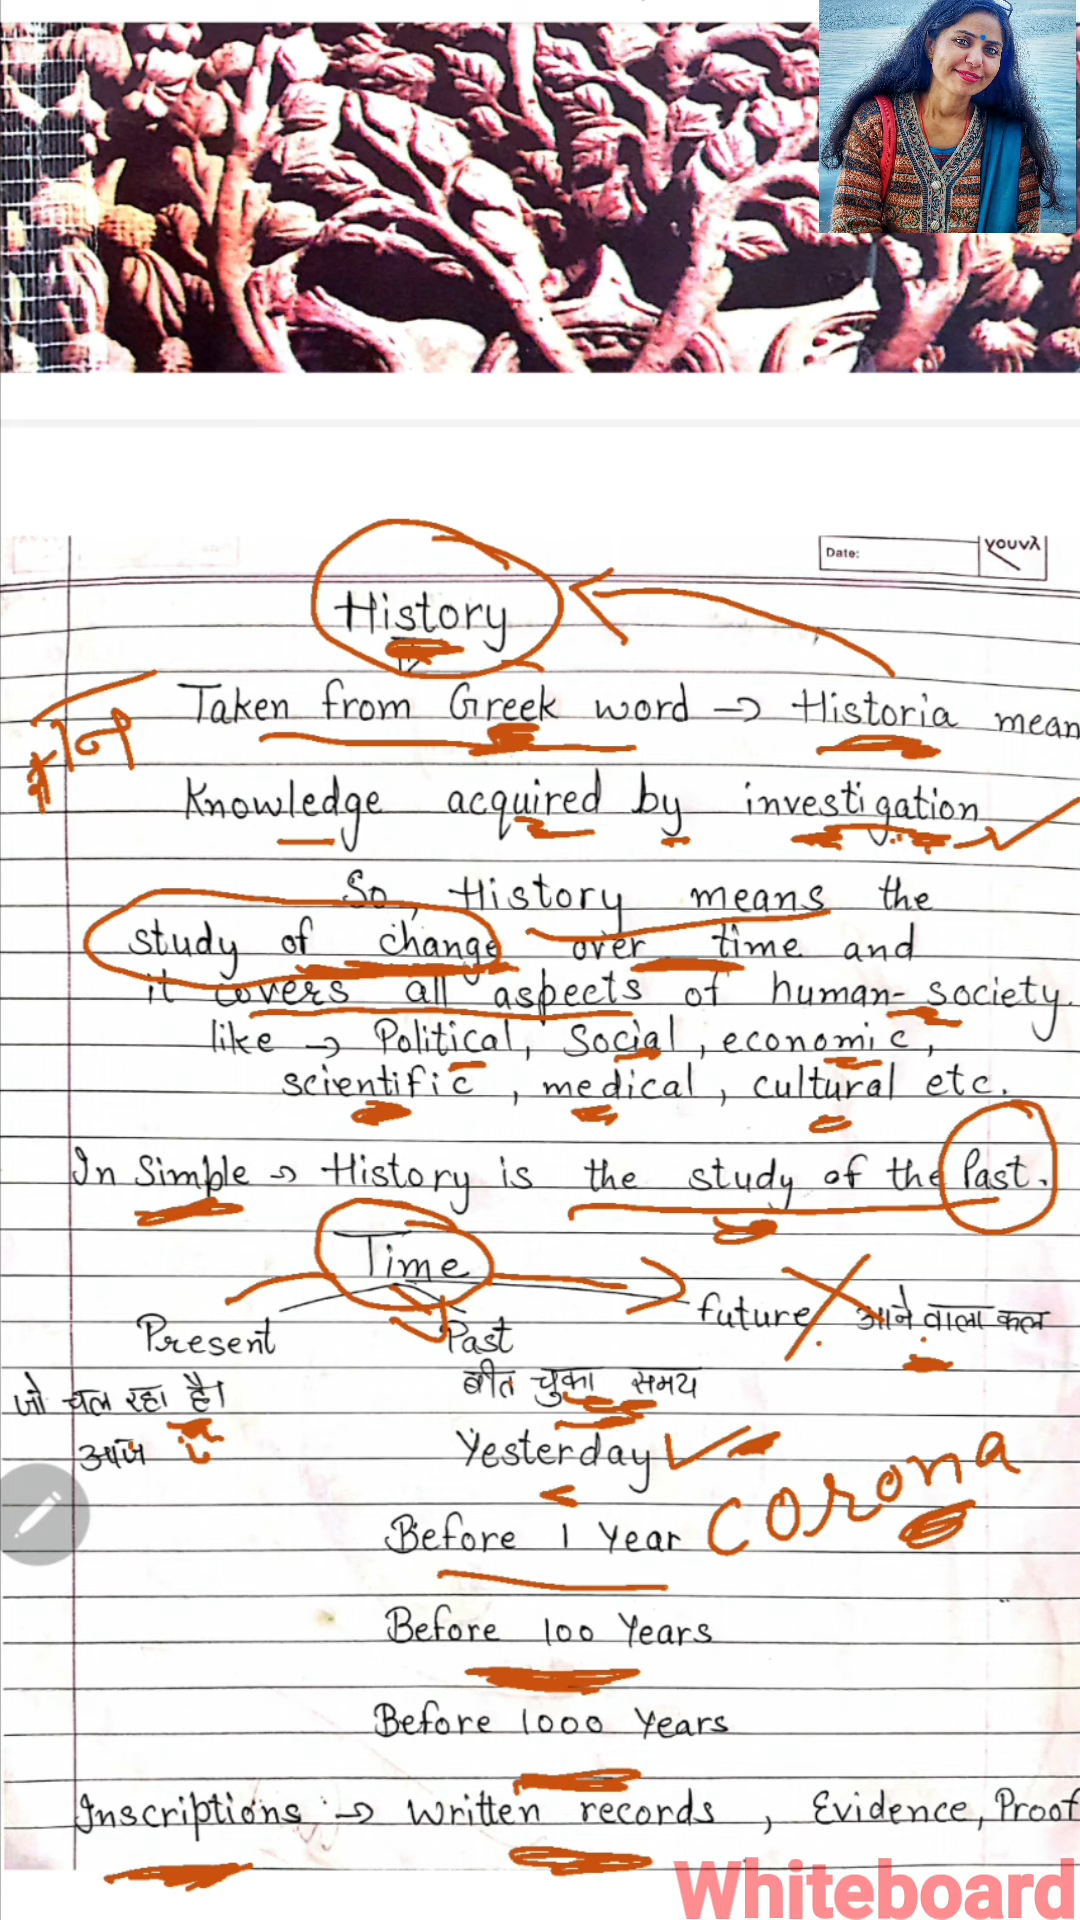 Date:
youva
History
Taken from Greek word → Historia mean
Knowledge acquired by investigation
So, History means the
study of change over time and
it covers all aspects of human-society.
like → Political, Social, economic,
scientific, medical, cultural etc.
In Simple → History is the study of the Past.
Time
future आने वाला कल
Present Past
जो चल रहा है। बीत चुका समय
आज Yesterday
corona
Before 1 Year
Before 100 Years
Before 1000 Years
Inscriptions → Written records, Evidence, Proof
Whiteboard